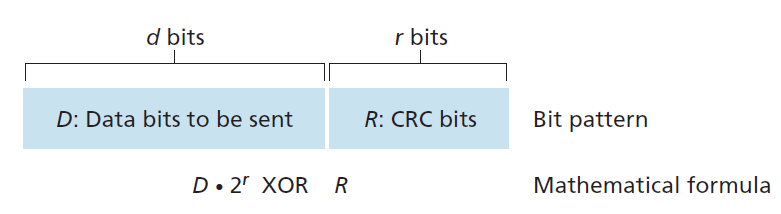 d bits r bits
D: Data bits to be sent R: CRC bits Bit pattern
D • 2ʳ XOR R Mathematical formula